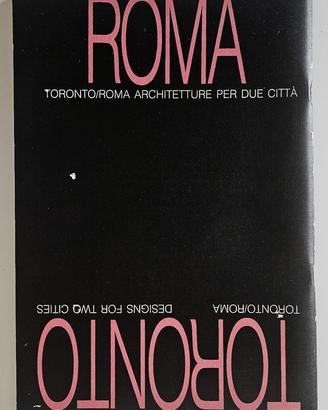 ROMA
TORONTO/ROMA ARCHITETTURE PER DUE CITTÀ
TORONTO
TORONTO/ROMA DESIGNS FOR TWO CITIES